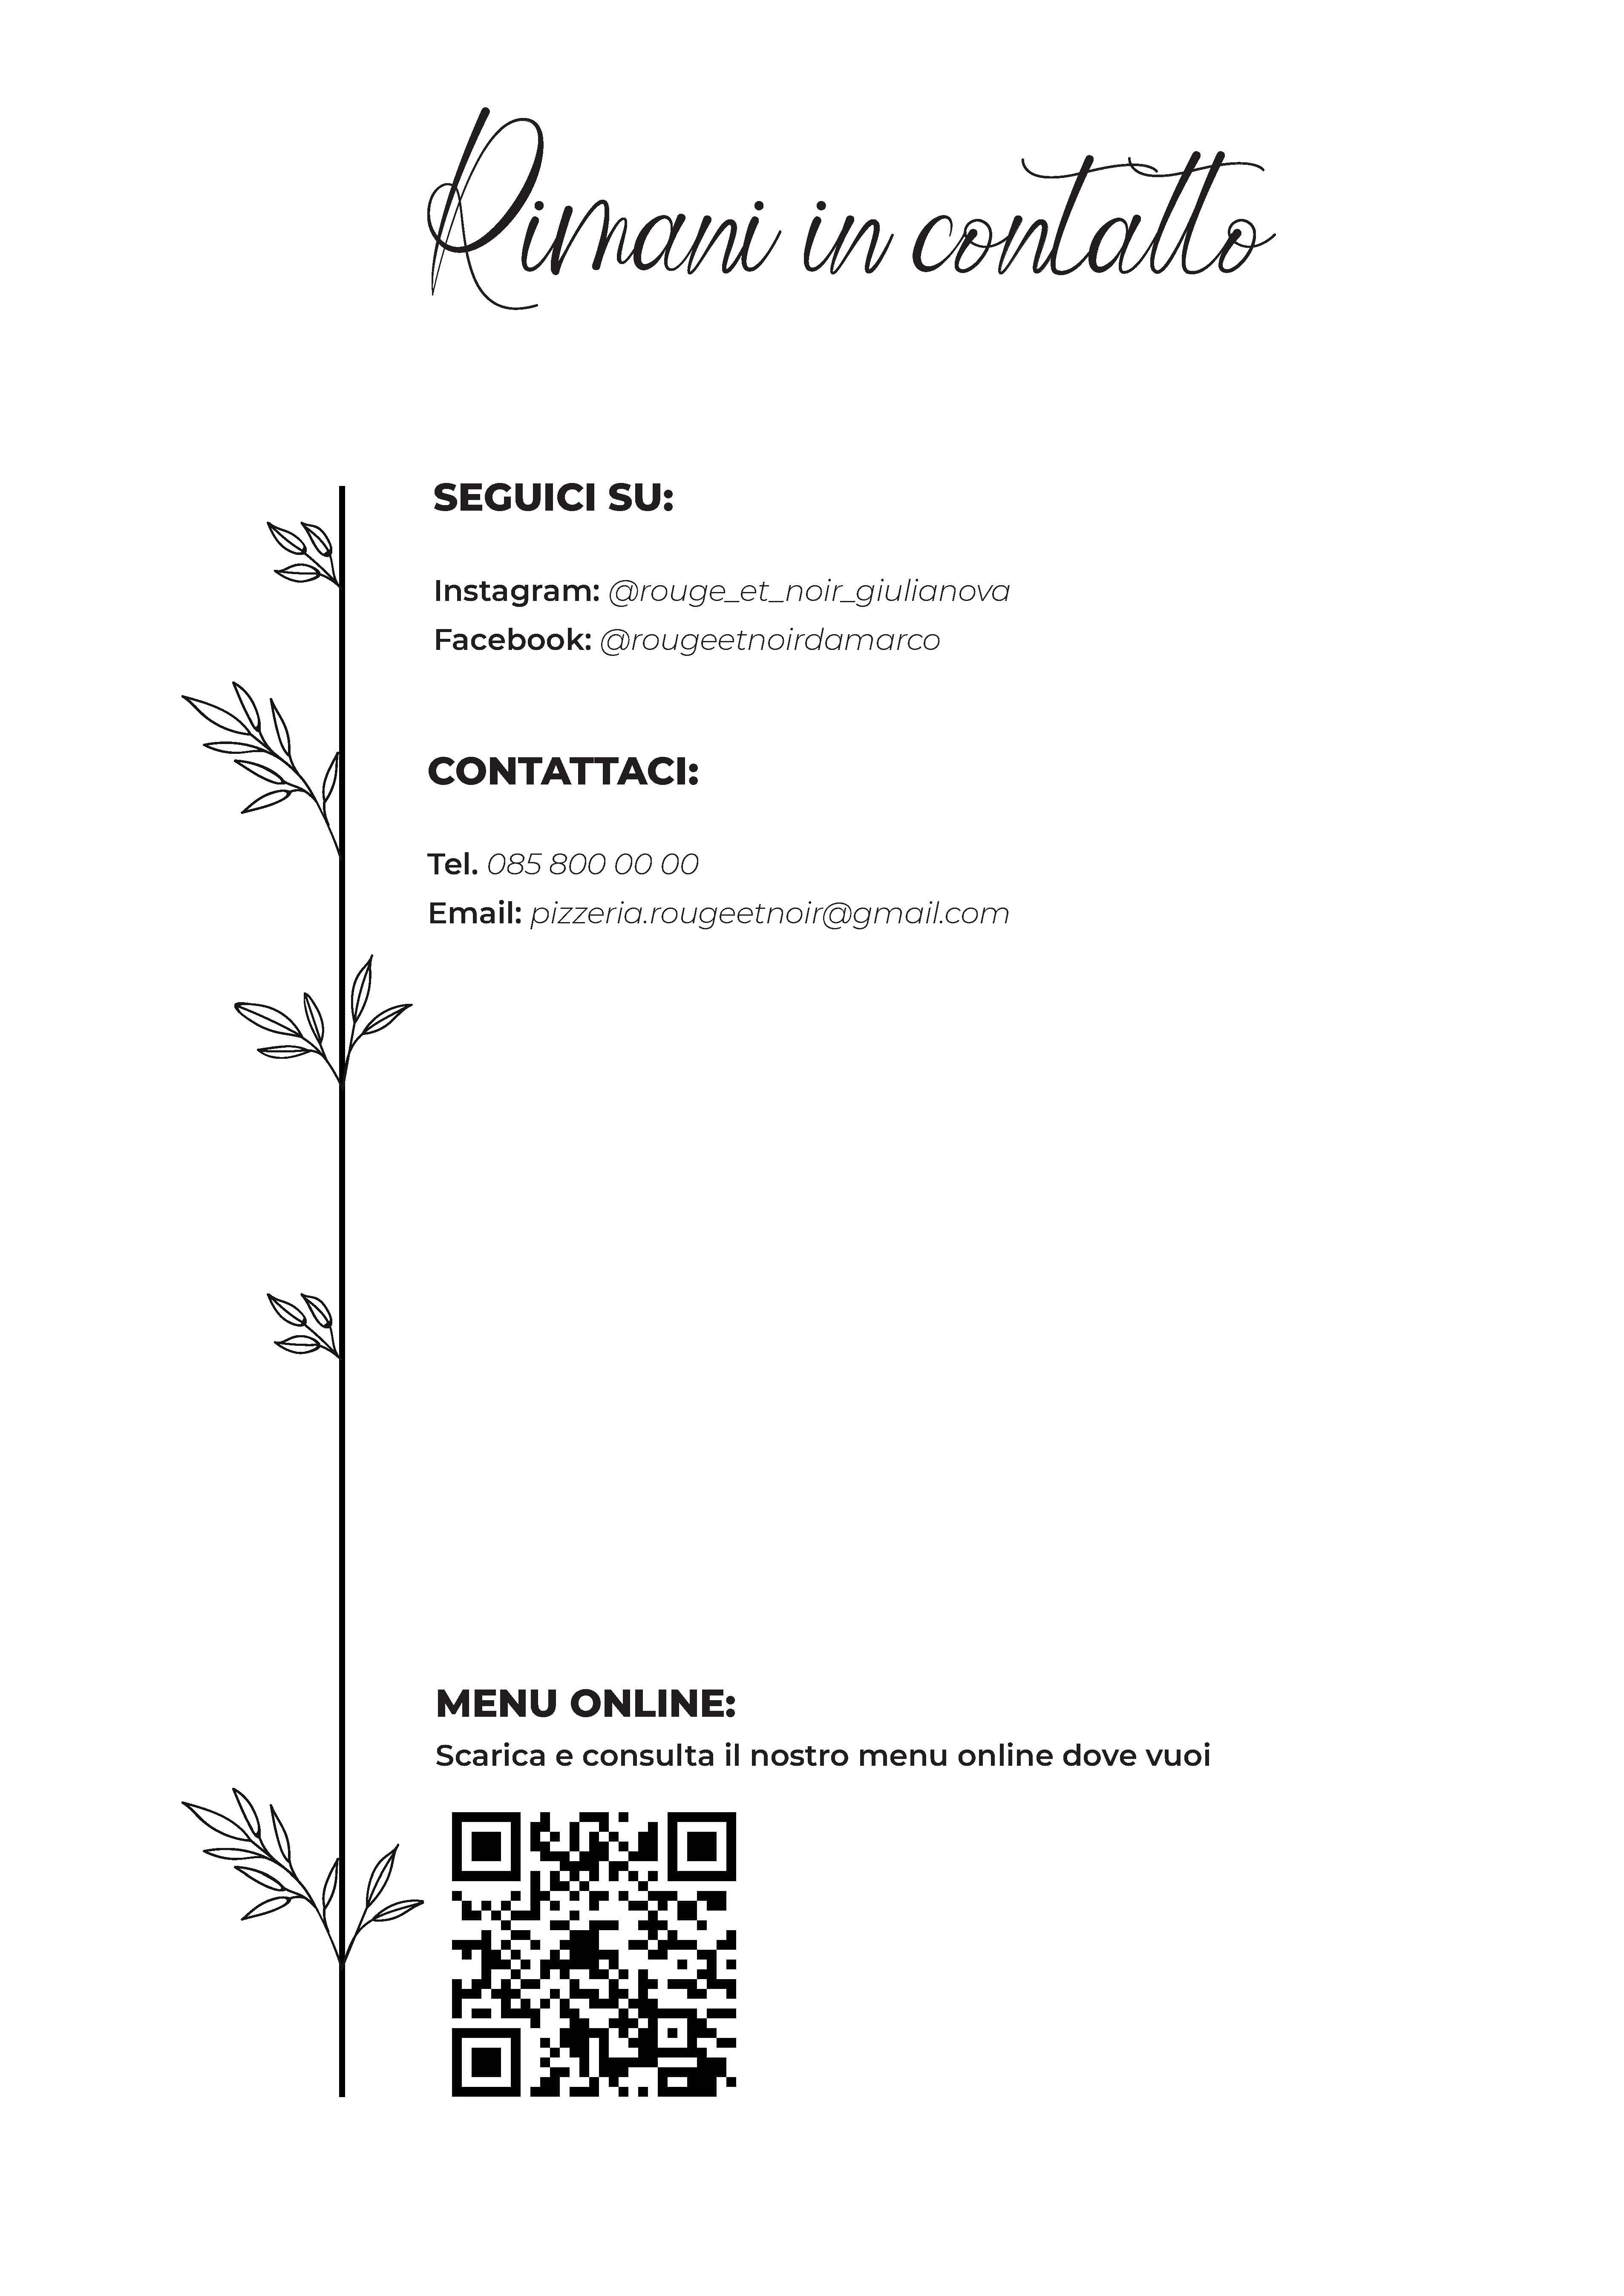 Rimani in contatto
SEGUICI SU:
Instagram: @rouge_et_noir_giulianova
Facebook: @rougeetnoirdamarco
CONTATTACI:
Tel. 085 800 00 00
Email: pizzeria.rougeetnoir@gmail.com
MENU ONLINE:
Scarica e consulta il nostro menu online dove vuoi